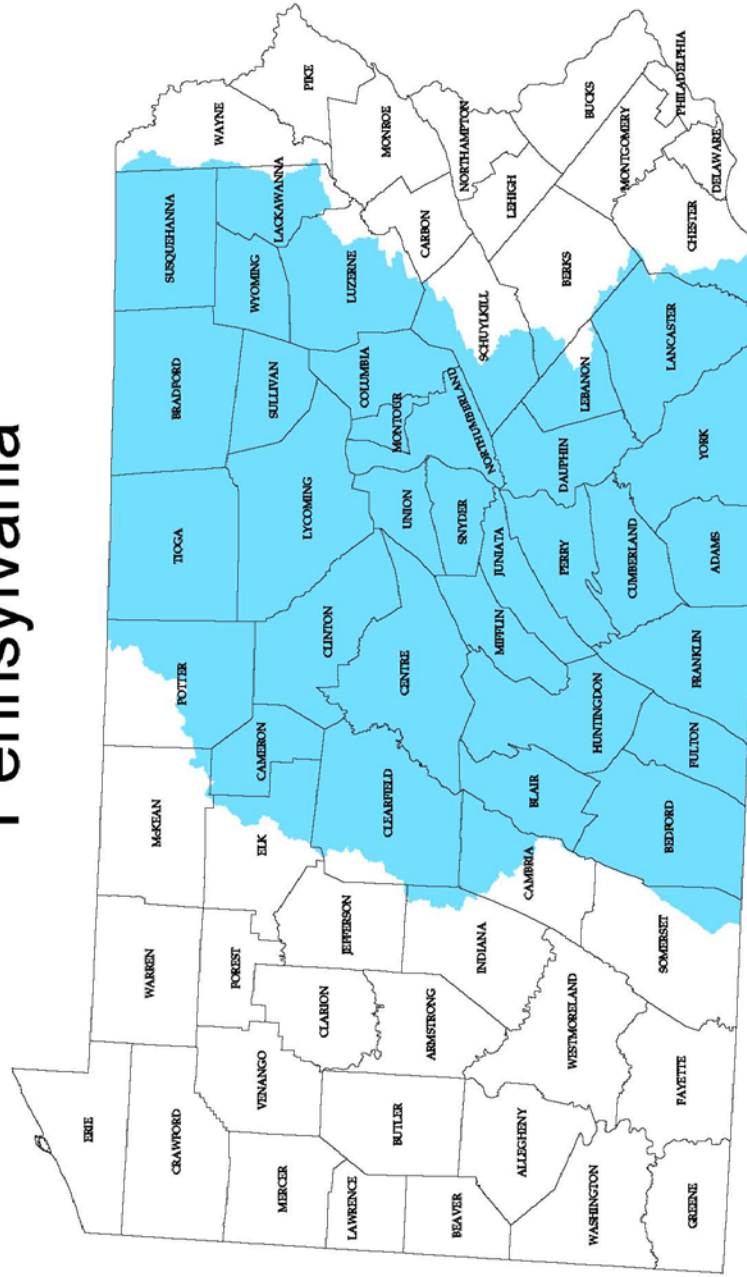 Pennsylvania
ERIE
CRAWFORD
WARREN
McKEAN
POTTER
TIOGA
BRADFORD
SUSQUEHANNA
WAYNE
MERCER
VENANGO
FOREST
ELK
CAMERON
SULLIVAN
WYOMING
LACKAWANNA
PIKE
LAWRENCE
BUTLER
CLARION
JEFFERSON
CLEARFIELD
CLINTON
LYCOMING
COLUMBIA
LUZERNE
MONROE
BEAVER
ARMSTRONG
INDIANA
CENTRE
UNION
MONTOUR
CARBON
ALLEGHENY
CAMBRIA
BLAIR
MIFFLIN
JUNIATA
SNYDER
NORTHUMBERLAND
SCHUYLKILL
LEHIGH
NORTHAMPTON
WASHINGTON
WESTMORELAND
HUNTINGDON
PERRY
DAUPHIN
LEBANON
BERKS
BUCKS
MONTGOMERY
GREENE
FAYETTE
SOMERSET
BEDFORD
FULTON
FRANKLIN
CUMBERLAND
ADAMS
YORK
LANCASTER
CHESTER
DELAWARE
PHILADELPHIA